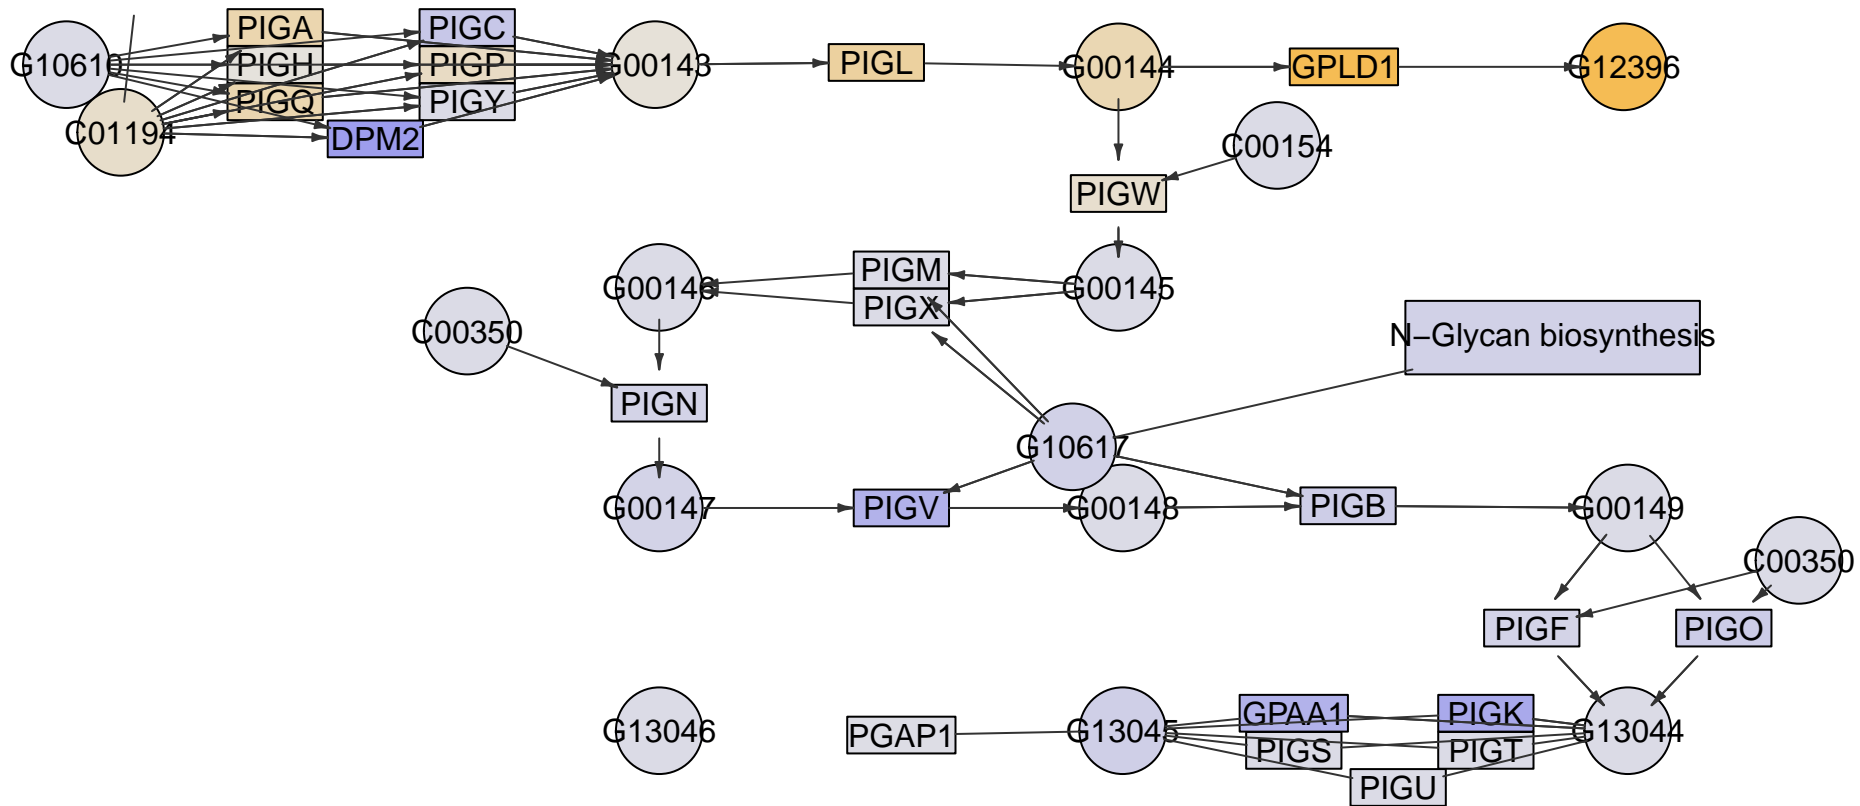 PIGA
PIGC
G10610
PIGH
PIGP
G00143
PIGL
G00144
GPLD1
G12396
PIGQ
PIGY
C01194
DPM2
C00154
PIGW
G00146
PIGM
G00145
PIGX
C00350
N−Glycan biosynthesis
PIGN
G10617
G00147
PIGV
G00148
PIGB
G00149
C00350
PIGF
PIGO
G13046
PGAP1
G13045
GPAA1
PIGK
G13044
PIGS
PIGT
PIGU